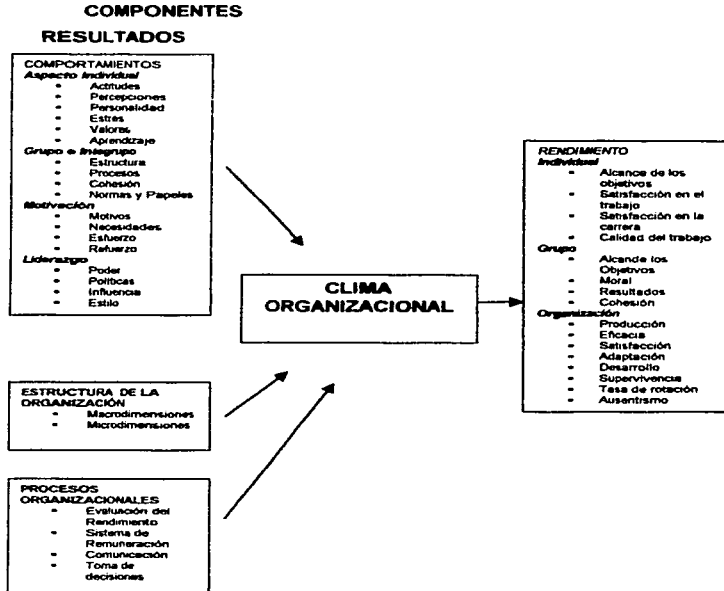 COMPONENTES
RESULTADOS
COMPORTAMIENTOS
Aspecto Individual
• Actitudes
• Percepciones
• Personalidad
• Estres
• Valores
• Aprendizaje
Grupo e Integrupo
• Estructura
• Procesos
• Cohesión
• Normas y Papeles
Motivación
• Motivos
• Necesidades
• Esfuerzo
• Refuerzo
Liderazgo
• Poder
• Políticas
• Influencia
• Estilo
ESTRUCTURA DE LA
ORGANIZACIÓN
• Macrodimensiones
• Microdimensiones
PROCESOS
ORGANIZACIONALES
• Evaluación del
Rendimiento
• Sistema de
Remuneración
• Comunicación
• Toma de
decisiones
CLIMA
ORGANIZACIONAL
RENDIMIENTO
Individual
• Alcance de los
objetivos
• Satisfacción en el
trabajo
• Satisfacción en la
carrera
• Calidad del trabajo
Grupo
• Alcande los
Objetivos
• Moral
• Resultados
• Cohesión
Organización
• Producción
• Eficacia
• Satisfacción
• Adaptación
• Desarrollo
• Supervivencia
• Tasa de rotación
• Ausentismo